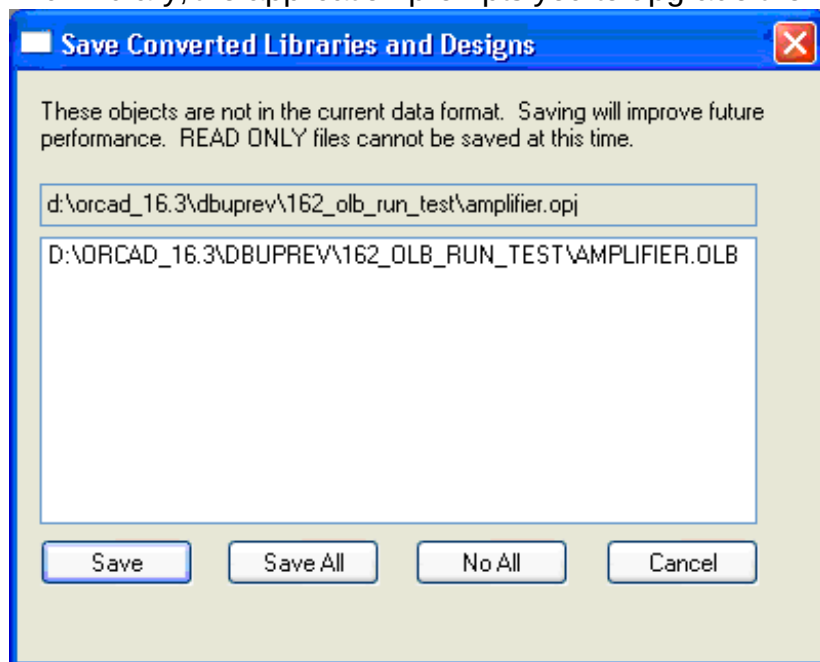 Save Converted Libraries and Designs
These objects are not in the current data format. Saving will improve future
performance. READ ONLY files cannot be saved at this time.
d:\orcad_16.3\dbuprev\162_olb_run_test\amplifier.opj
D:\ORCAD_16.3\DBUPREV\162_OLB_RUN_TEST\AMPLIFIER.OLB
Save Save All No All Cancel